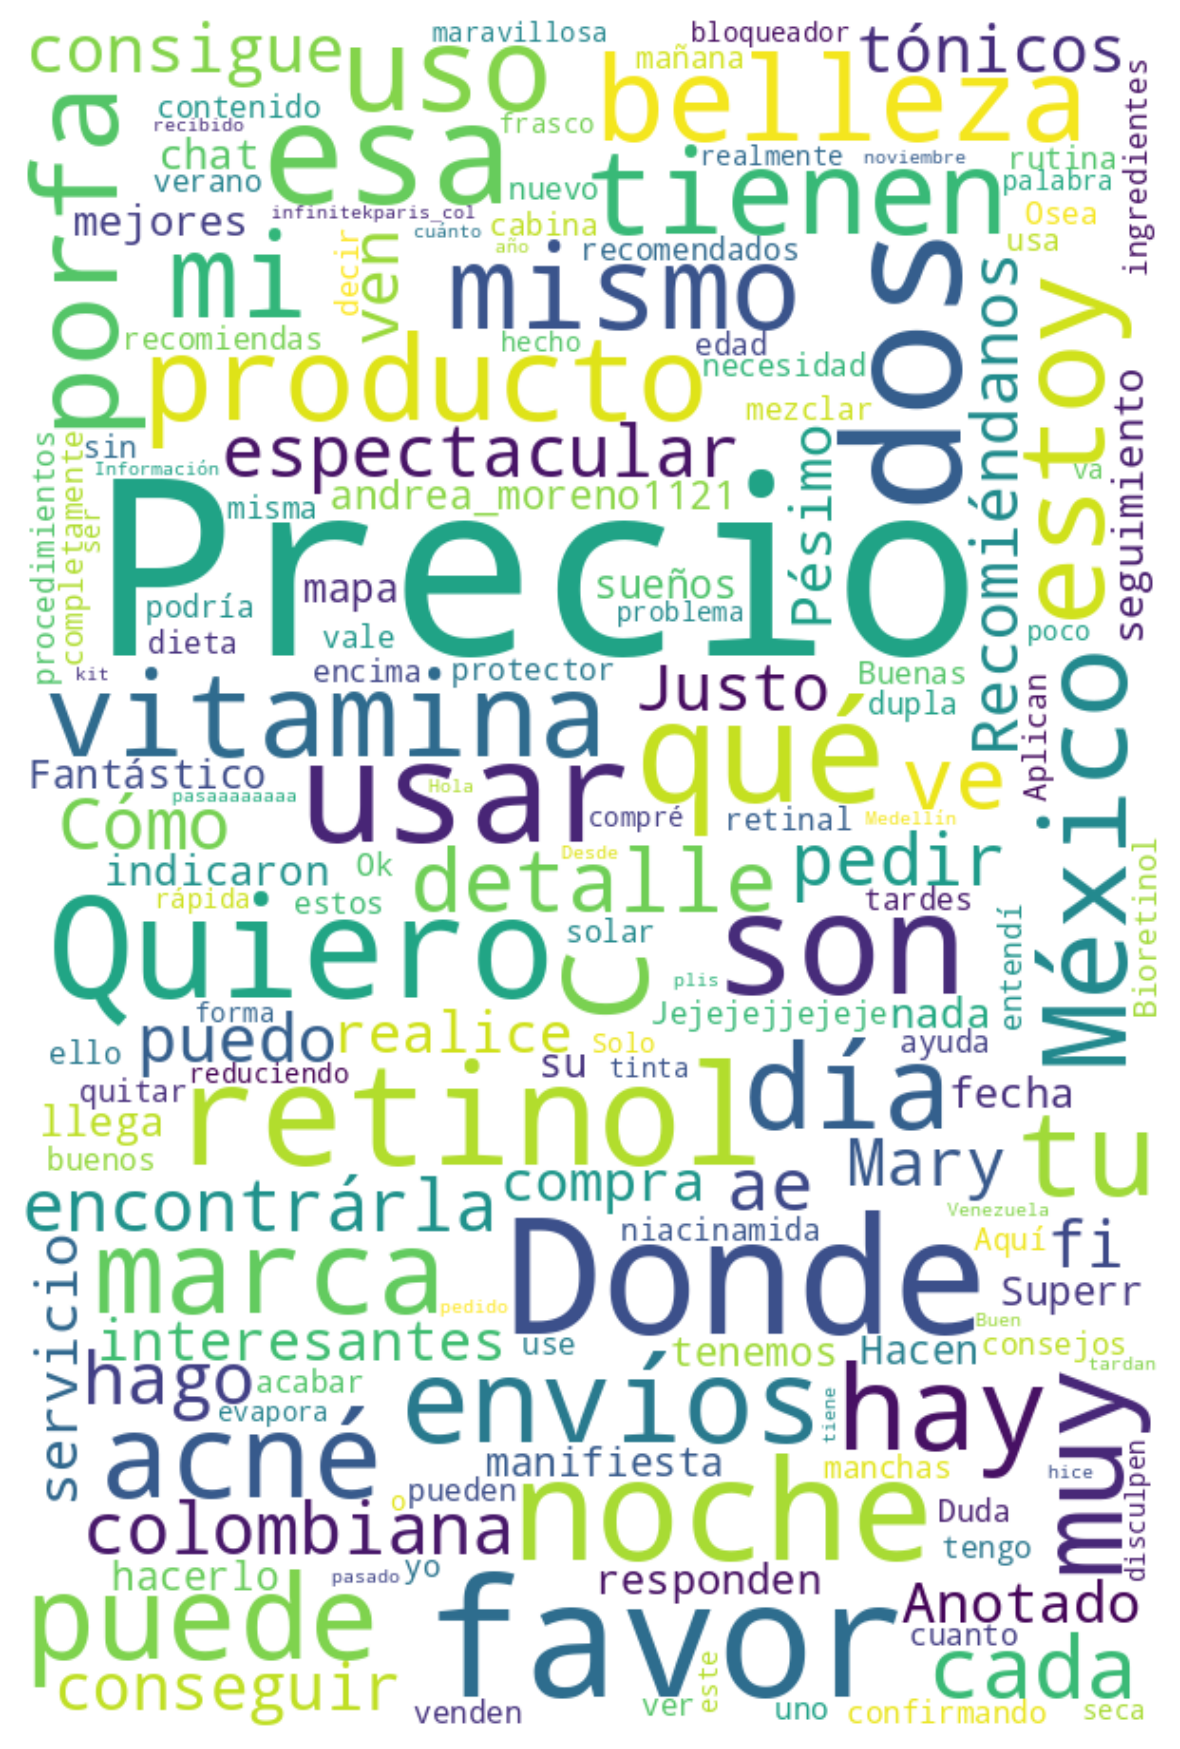 consigue
uso
maravillosa
bloqueador
tónicos
mañana
belleza
ingredientes
porfa
contenido
recibido
esa
frasco
chat
verano
realmente
noviembre
rutina
nuevo
tienen
palabra
mejores
infinitekparis_col
cuánto
cabina
Osea
usa
año
mi
decir
ven
mismo
recomendados
dos
Recomiéndanos
estoy
recomiendas
hecho
edad
producto
necesidad
seguimiento
mezclar
procedimientos
completamente
sin
espectacular
Pésimo
Información
va
ser
misma
andrea_moreno1121
Precio
mapa
sueños
podría
problema
dieta
vale
poco
kit
encima
protector
Justo
Buenas
México
vitamina
dupla
Aplican
qué
Fantástico
usar
ve
pasaaaaaaaa
Hola
Cómo
compré
retinal
Medellín
indicaron
Ok
detalle
Desde
pedir
Bioretinol
rápida
estos
tardes
Quiero
C
solar
son
entendí
plis
forma
Jejejejjejeje
nada
puedo
realice
Solo
ayuda
ello
su
tinta
día
quitar
reduciendo
retinol
fecha
llega
tu
buenos
Mary
encontrárla
compra
ae
Venezuela
Donde
niacinamida
Aquí
fi
servicio
marca
Superr
pedido
interesantes
use
tenemos
Hacen
Buen
consejos
tardan
hago
acabar
envíos
hay
muy
evapora
tiene
acné
manifiesta
manchas
hice
o
pueden
noche
Duda
disculpen
colombiana
tengo
hacerlo
pasado
yo
responden
puede
favor
Anotado
cuanto
cada
conseguir
venden
ver
este
uno
confirmando
seca